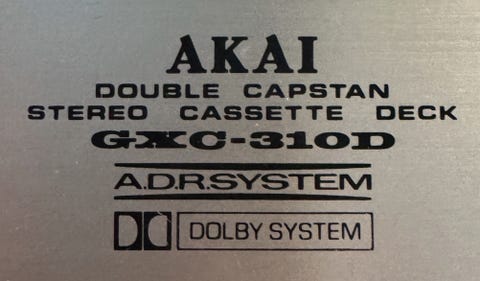 AKAI
DOUBLE CAPSTAN
STEREO CASSETTE DECK
GXC-310D
A.D.R.SYSTEM
DOLBY SYSTEM